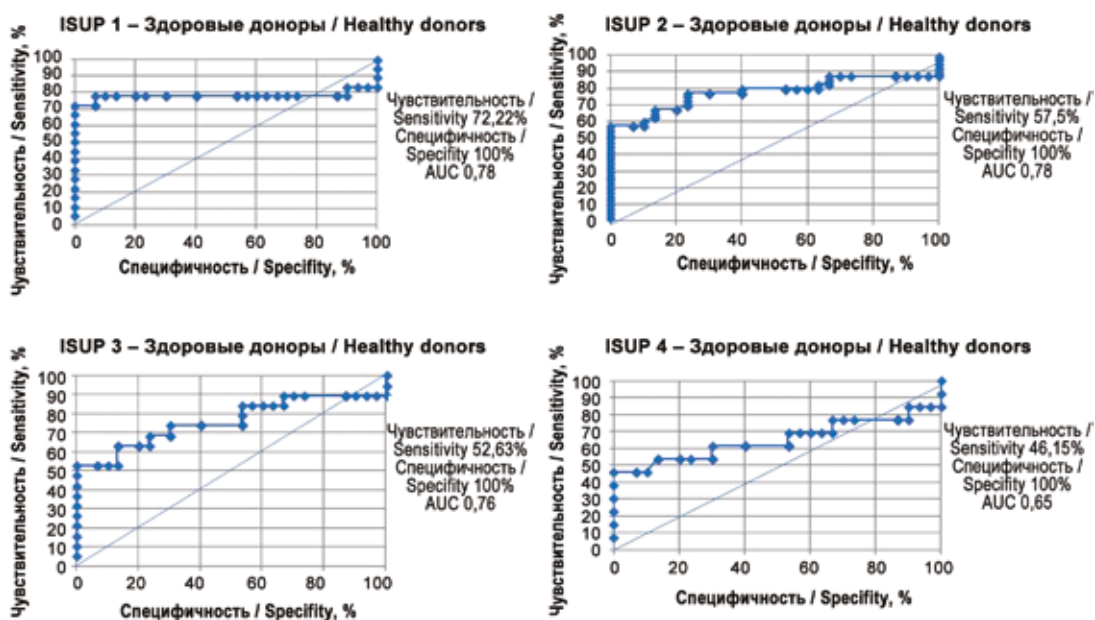 ISUP 1 – Здоровые доноры / Healthy donors
Чувствительность / Sensitivity, %
100
90
80
70
60
50
40
30
20
10
0
0 20 40 60 80 100
Специфичность / Specifity, %
Чувствительность /
Sensitivity 72,22%
Специфичность /
Specifity 100%
AUC 0,78
ISUP 2 – Здоровые доноры / Healthy donors
Чувствительность / Sensitivity, %
100
90
80
70
60
50
40
30
20
10
0
0 20 40 60 80 100
Специфичность / Specifity, %
Чувствительность /
Sensitivity 57,5%
Специфичность /
Specifity 100%
AUC 0,78
ISUP 3 – Здоровые доноры / Healthy donors
Чувствительность / Sensitivity, %
100
90
80
70
60
50
40
30
20
10
0
0 20 40 60 80 100
Специфичность / Specifity, %
Чувствительность /
Sensitivity 52,63%
Специфичность /
Specifity 100%
AUC 0,76
ISUP 4 – Здоровые доноры / Healthy donors
Чувствительность / Sensitivity, %
100
90
80
70
60
50
40
30
20
10
0
0 20 40 60 80 100
Специфичность / Specifity, %
Чувствительность /
Sensitivity 46,15%
Специфичность /
Specifity 100%
AUC 0,65